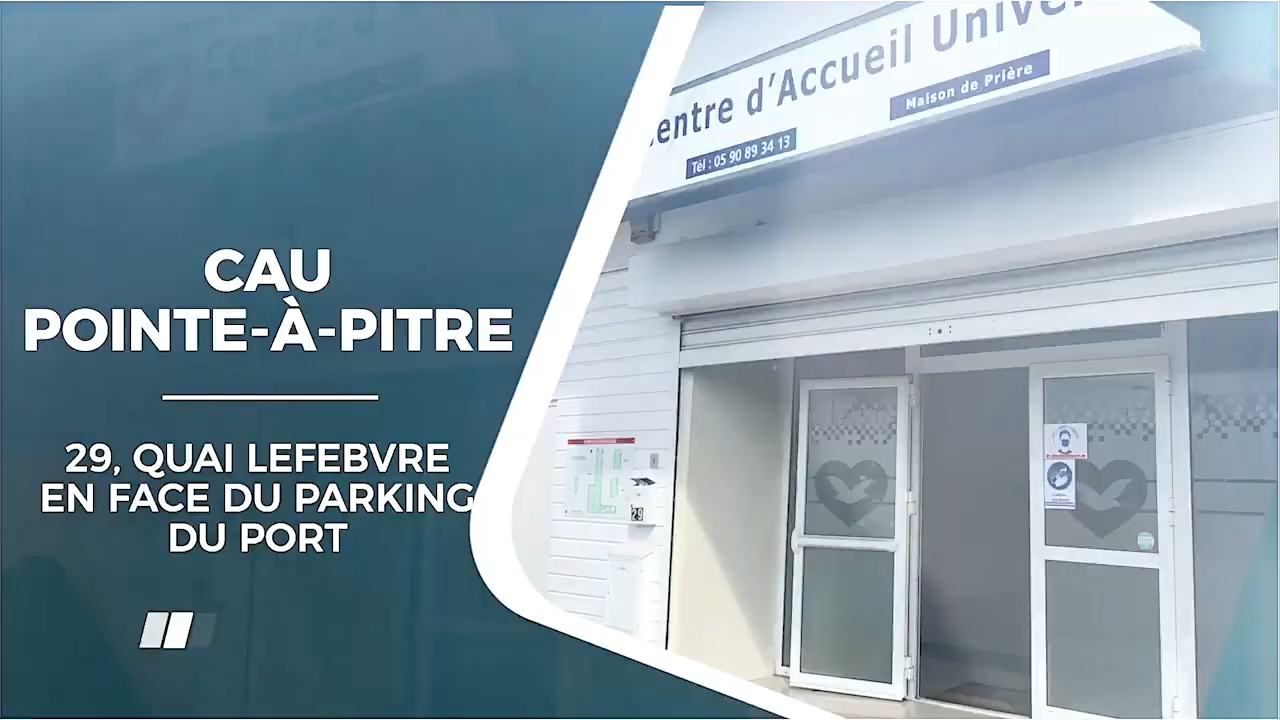 CAU
POINTE-À-PITRE
29, QUAI LEFEBVRE
EN FACE DU PARKING
DU PORT
entre d'Accueil Unive
Maison de Prière
Tél : 05 90 89 34 13
29